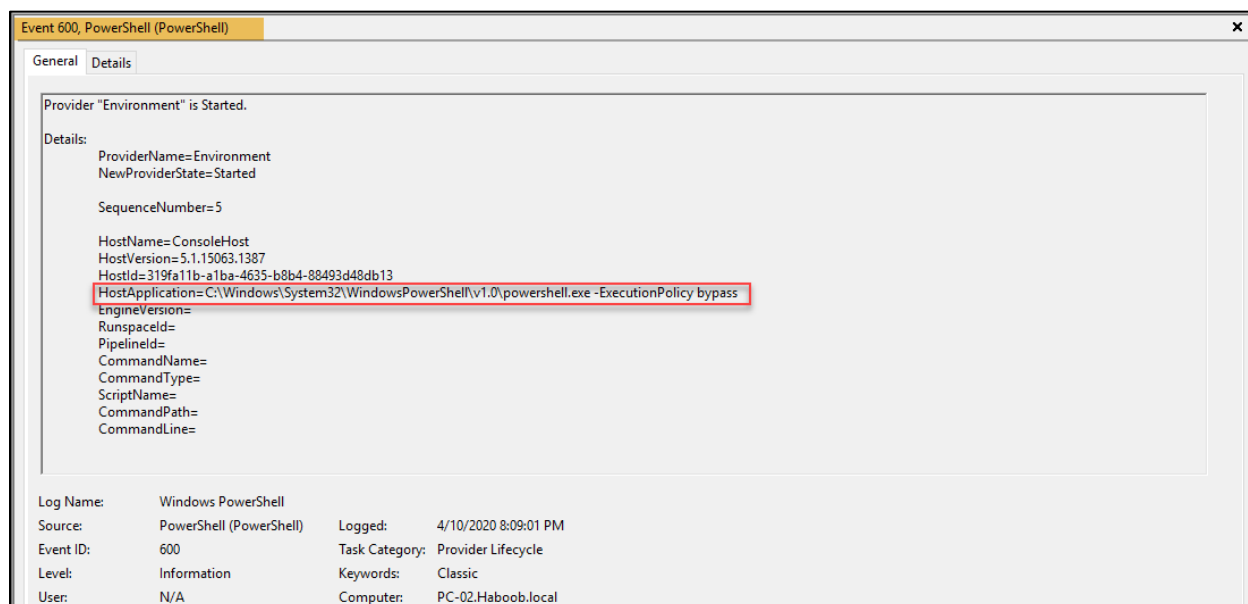 Event 600, PowerShell (PowerShell)
General Details
Provider "Environment" is Started.
Details:
ProviderName=Environment
NewProviderState=Started
SequenceNumber=5
HostName=ConsoleHost
HostVersion=5.1.15063.1387
HostId=319fa11b-a1ba-4635-b8b4-88493d48db13
HostApplication=C:\Windows\System32\WindowsPowerShell\v1.0\powershell.exe -ExecutionPolicy bypass
EngineVersion=
RunspaceId=
PipelineId=
CommandName=
CommandType=
ScriptName=
CommandPath=
CommandLine=
Log Name: Windows PowerShell
Source: PowerShell (PowerShell) Logged: 4/10/2020 8:09:01 PM
Event ID: 600 Task Category: Provider Lifecycle
Level: Information Keywords: Classic
User: N/A Computer: PC-02.Haboob.local